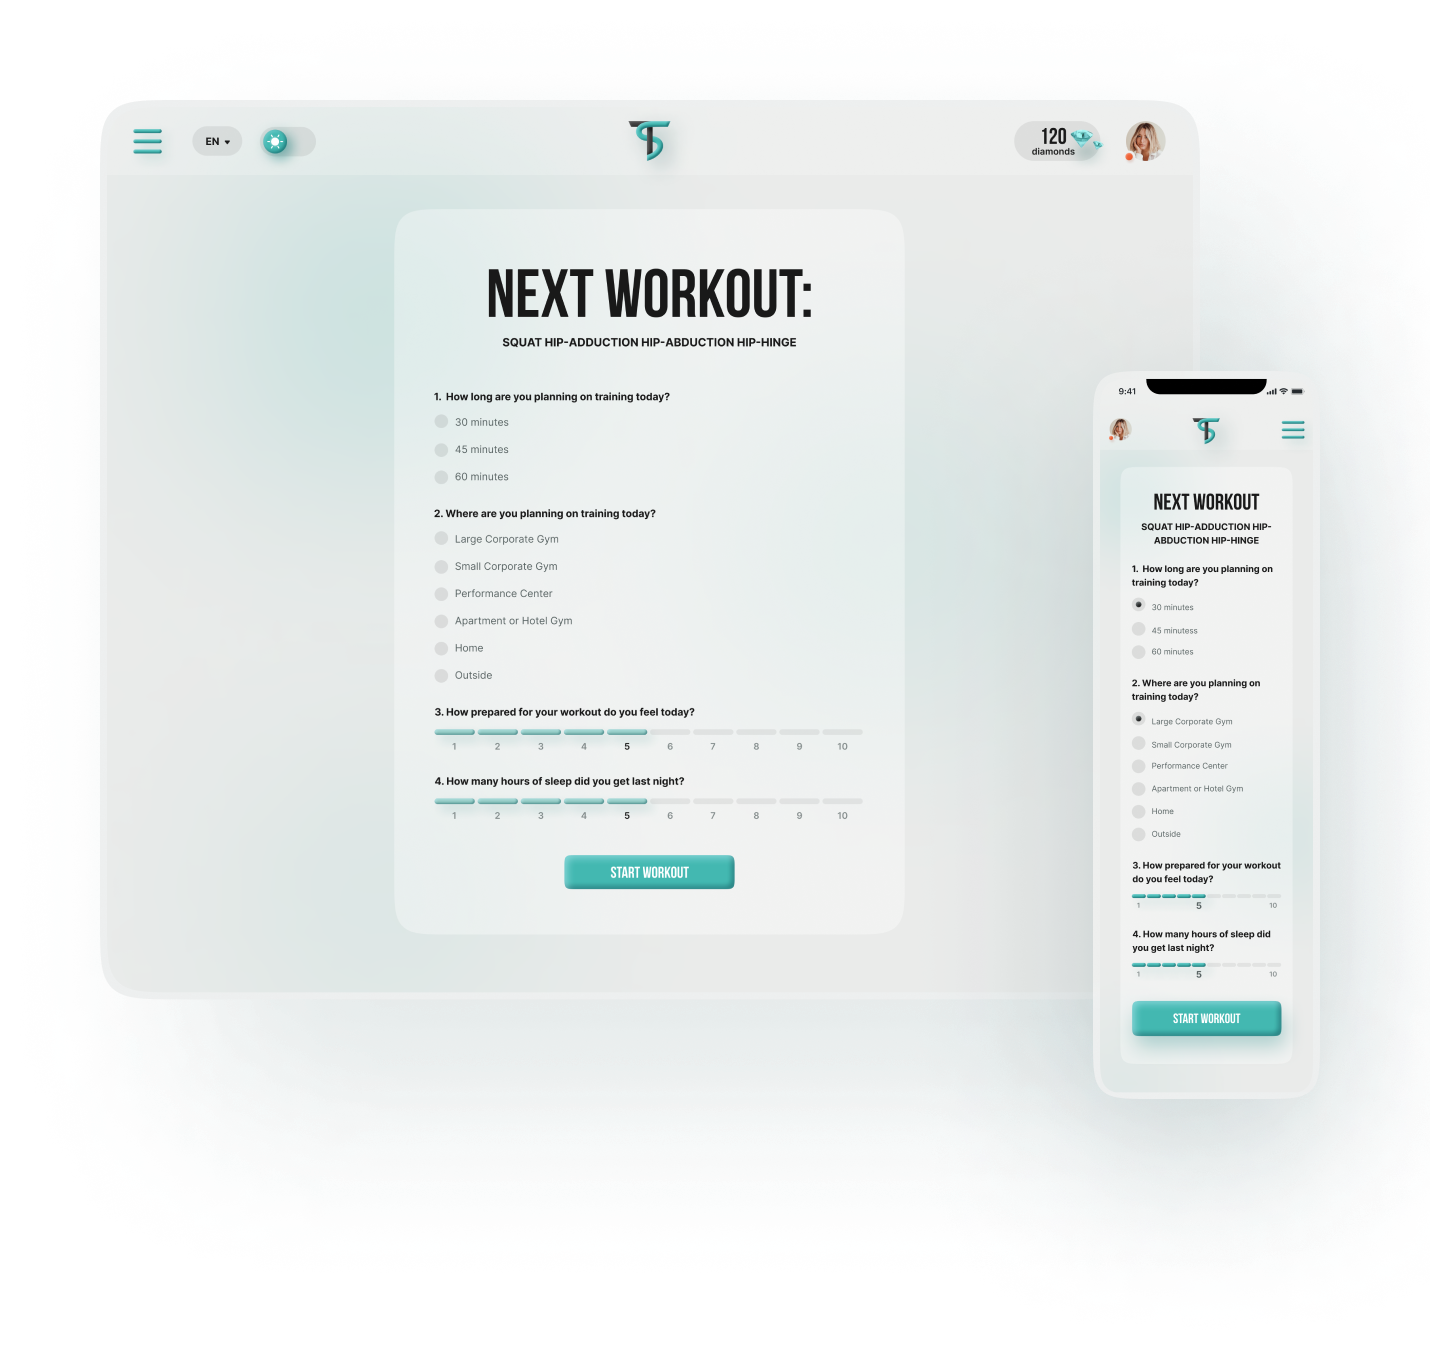 EN
120
diamonds
NEXT WORKOUT:
SQUAT HIP-ADDUCTION HIP-ABDUCTION HIP-HINGE
1. How long are you planning on training today?
30 minutes
45 minutes
60 minutes
2. Where are you planning on training today?
Large Corporate Gym
Small Corporate Gym
Performance Center
Apartment or Hotel Gym
Home
Outside
3. How prepared for your workout do you feel today?
1 2 3 4 5 6 7 8 9 10
4. How many hours of sleep did you get last night?
1 2 3 4 5 6 7 8 9 10
START WORKOUT
9:41
NEXT WORKOUT
SQUAT HIP-ADDUCTION HIP-
ABDUCTION HIP-HINGE
1. How long are you planning on
training today?
30 minutes
45 minutess
60 minutes
2. Where are you planning on
training today?
Large Corporate Gym
Small Corporate Gym
Performance Center
Apartment or Hotel Gym
Home
Outside
3. How prepared for your workout
do you feel today?
1 5 10
4. How many hours of sleep did
you get last night?
1 5 10
START WORKOUT